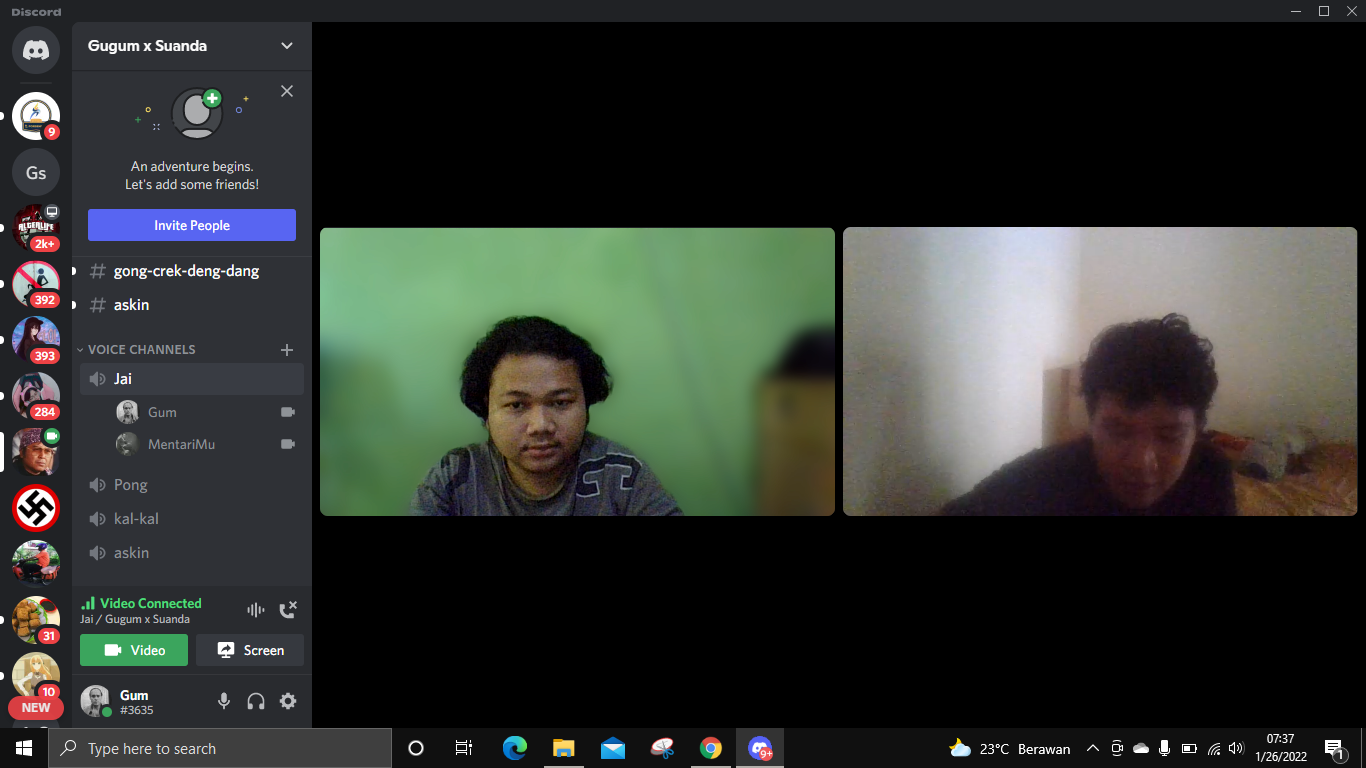 Discord
Gugum x Suanda
9
Gs
2k+
392
393
284
31
10
NEW
An adventure begins.
Let's add some friends!
Invite People
gong-crek-deng-dang
askin
VOICE CHANNELS
Jai
Gum
MentariMu
Pong
kal-kal
askin
Video Connected
Jai / Gugum x Suanda
Video
Screen
Gum
#3635
Type here to search
9+
23°C Berawan
07:37
1/26/2022
1